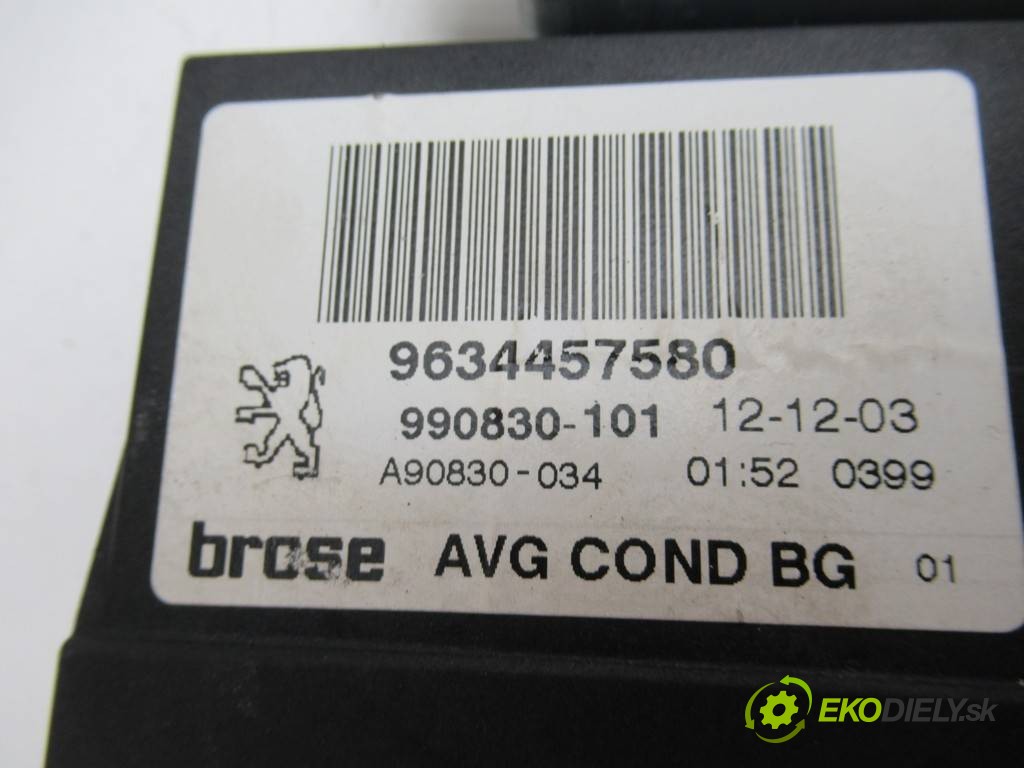 9634457580
990830-101 12-12-03
A90830-034 01:52 0399
brose AVG COND BG 01
EKODIELY.sk